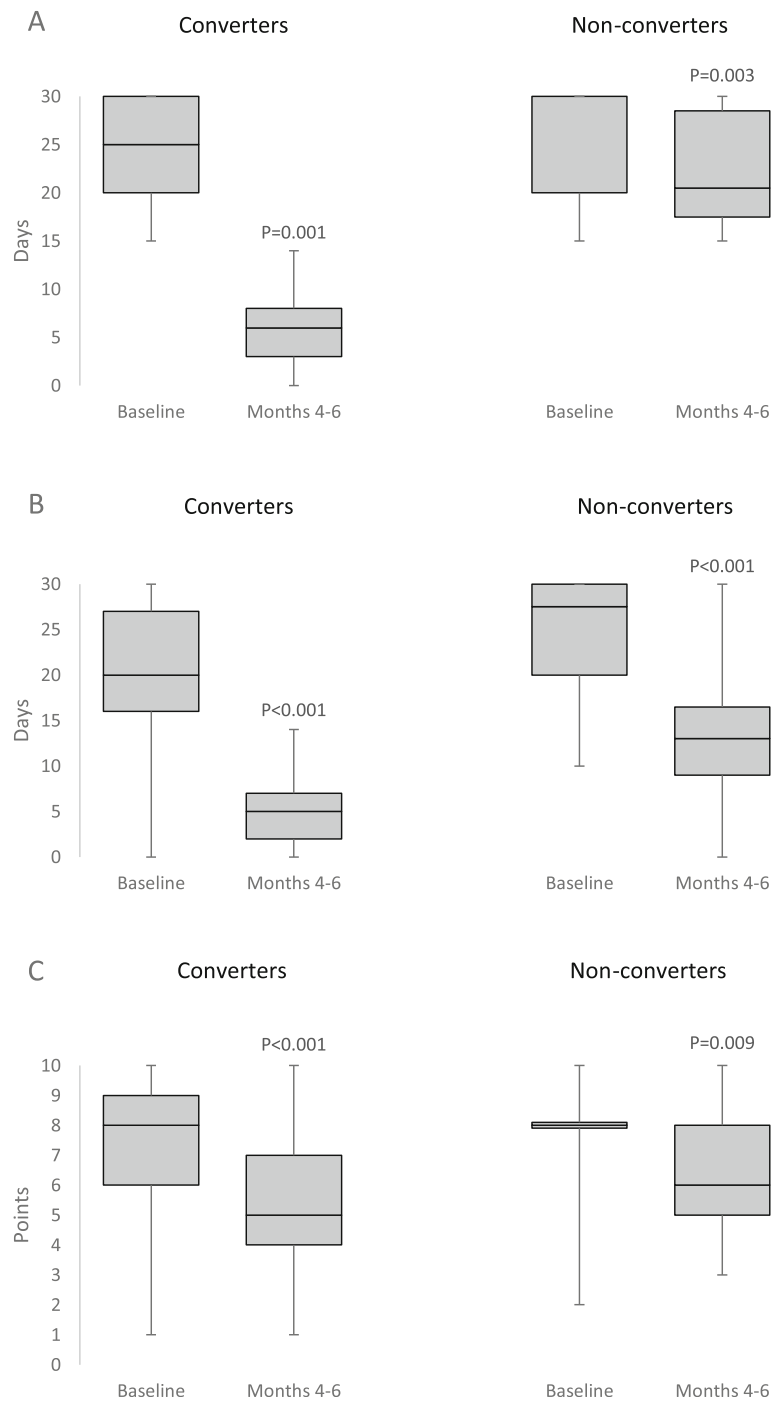 A
Converters
Non-converters
P=0.003
30
25
20
15
10
5
0
Days
P=0.001
Baseline
Months 4-6
Baseline
Months 4-6
B
Converters
Non-converters
P<0.001
30
25
20
15
10
5
0
Days
P<0.001
Baseline
Months 4-6
Baseline
Months 4-6
C
Converters
Non-converters
P<0.001
P=0.009
10
9
8
7
6
5
4
3
2
1
0
Points
Baseline
Months 4-6
Baseline
Months 4-6